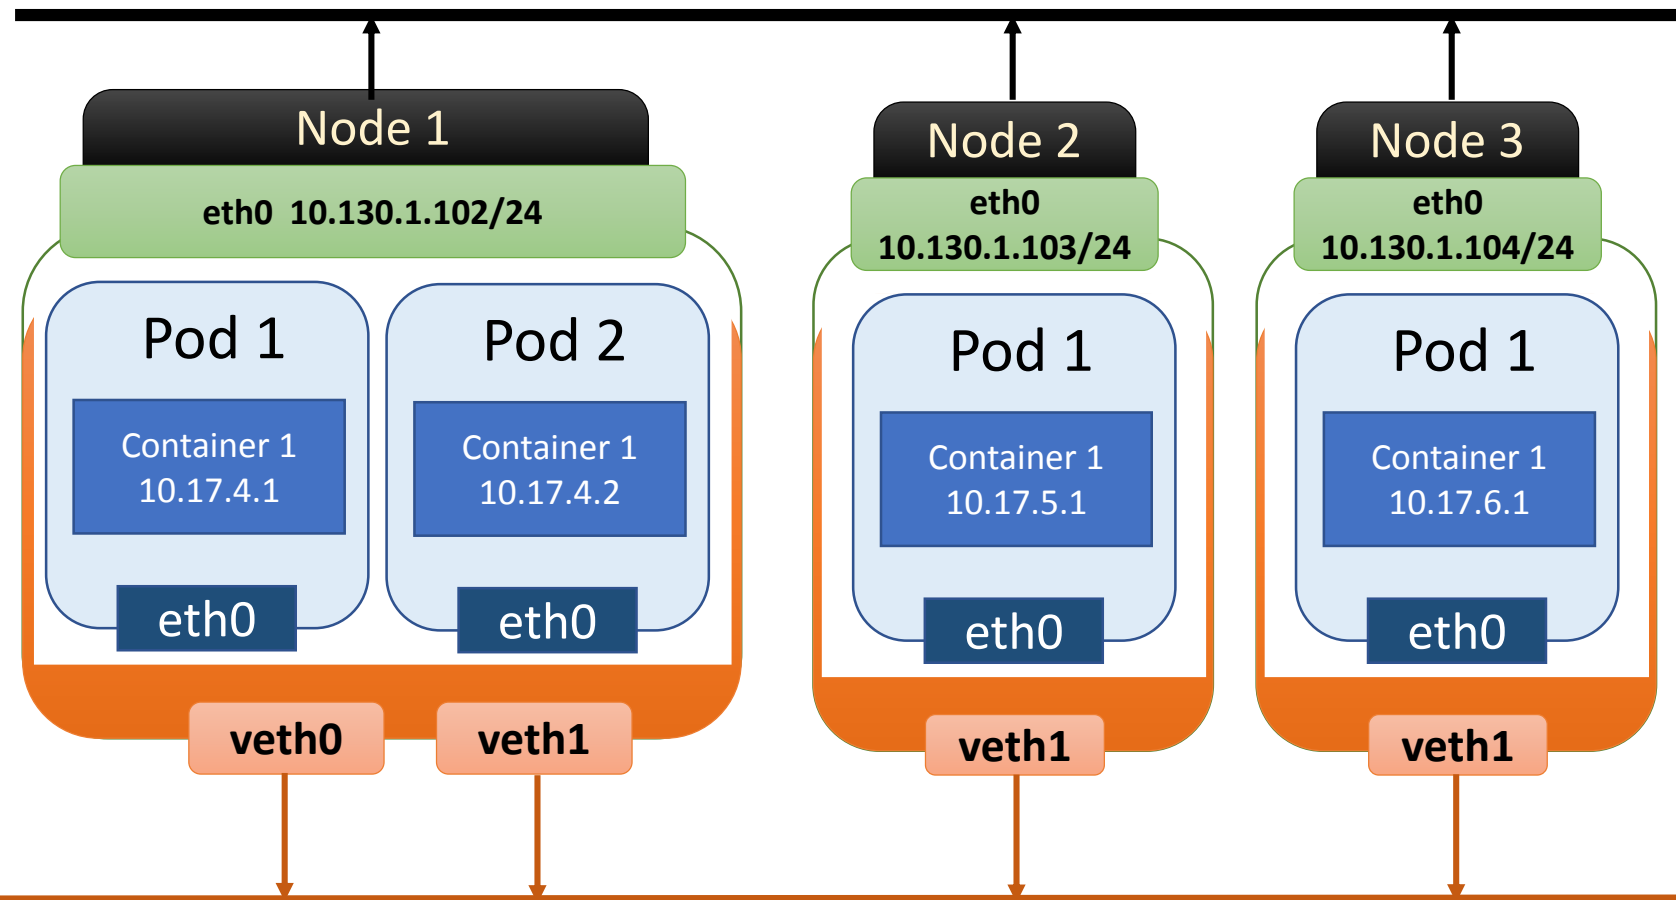 Node 1
eth0 10.130.1.102/24
Pod 1
Container 1
10.17.4.1
eth0
Pod 2
Container 1
10.17.4.2
eth0
veth0
veth1
Node 2
eth0
10.130.1.103/24
Pod 1
Container 1
10.17.5.1
eth0
veth1
Node 3
eth0
10.130.1.104/24
Pod 1
Container 1
10.17.6.1
eth0
veth1